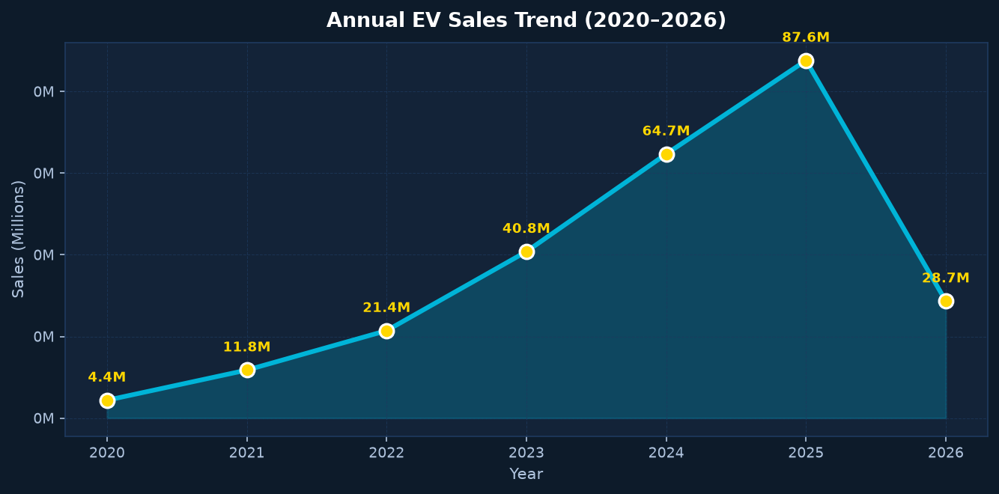 Annual EV Sales Trend (2020–2026)
87.6M
0M
64.7M
0M
Sales (Millions)
40.8M
0M
28.7M
21.4M
0M
11.8M
4.4M
0M
2020 2021 2022 2023 2024 2025 2026
Year